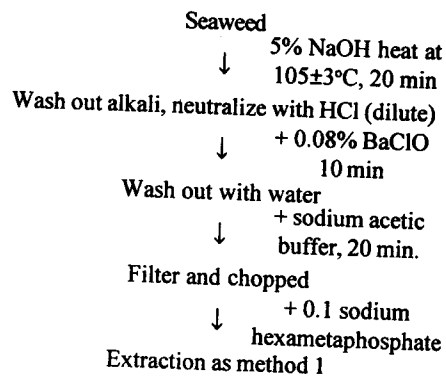 Seaweed
↓ 5% NaOH heat at
105±3°C, 20 min
Wash out alkali, neutralize with HCl (dilute)
↓ + 0.08% BaClO
10 min
Wash out with water
↓ + sodium acetic
buffer, 20 min.
Filter and chopped
↓ + 0.1 sodium
hexametaphosphate
Extraction as method 1